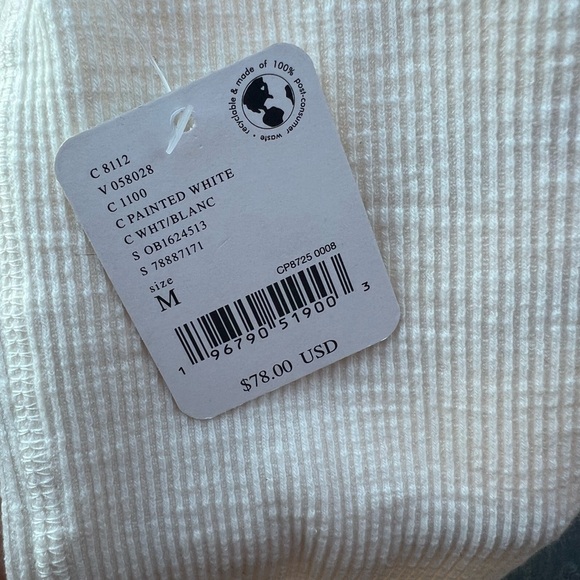 recyclable & made of 100% post-consumer waste •
C 8112
V 058028
C 1100
C PAINTED WHITE
C WHT/BLANC
S OB1624513
S 78887171
size
M
CP8725 0008
1 96790 51900 3
$78.00 USD